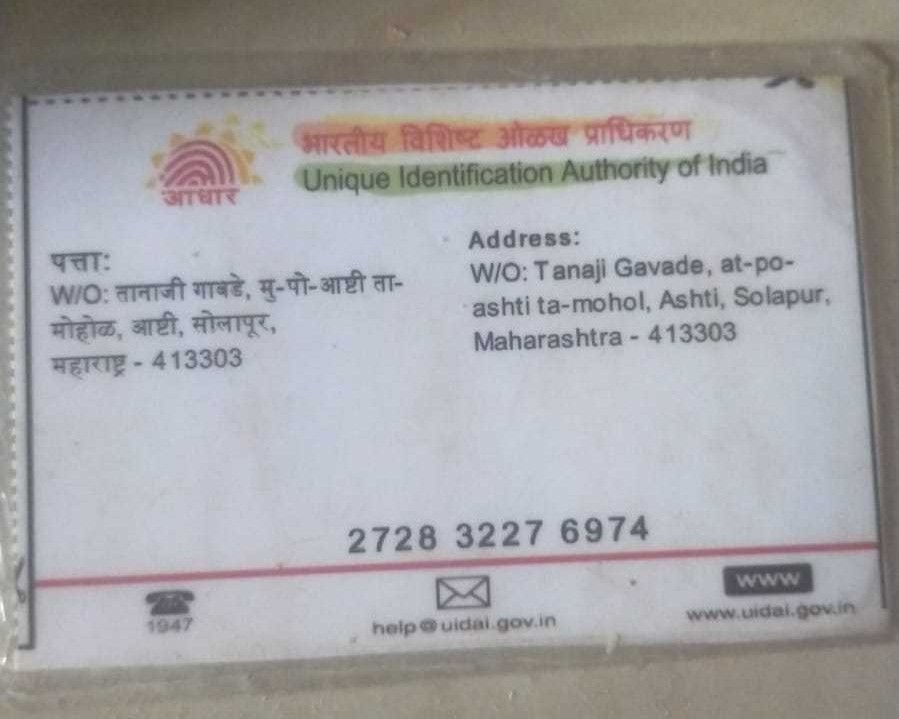 भारतीय विशिष्ट ओळख प्राधिकरण
Unique Identification Authority of India
आधार
पत्ता:
W/O: तानाजी गावडे, मु-पो-आष्टी ता-
मोहोळ, आष्टी, सोलापूर,
महाराष्ट्र - 413303
Address:
W/O: Tanaji Gavade, at-po-
ashti ta-mohol, Ashti, Solapur,
Maharashtra - 413303
2728 3227 6974
1947
help@uidai.gov.in
www
www.uidai.gov.in